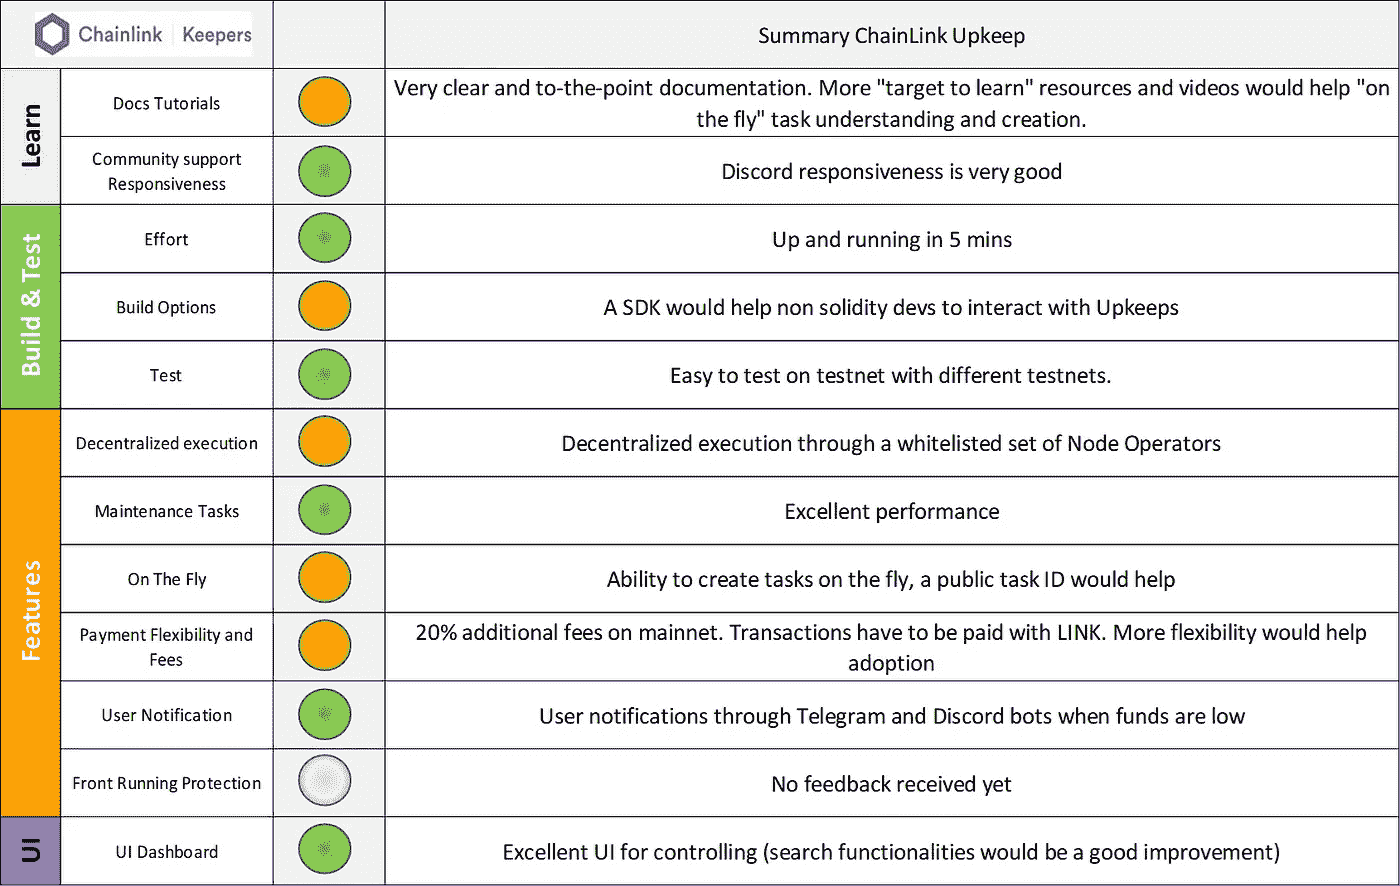 Chainlink Keepers
Summary ChainLink Upkeep
Learn
Docs Tutorials
Very clear and to-the-point documentation. More "target to learn" resources and videos would help "on
the fly" task understanding and creation.
Community support
Responsiveness
Discord responsiveness is very good
Build & Test
Effort
Up and running in 5 mins
Build Options
A SDK would help non solidity devs to interact with Upkeeps
Test
Easy to test on testnet with different testnets.
Features
Decentralized execution
Decentralized execution through a whitelisted set of Node Operators
Maintenance Tasks
Excellent performance
On The Fly
Ability to create tasks on the fly, a public task ID would help
Payment Flexibility and
Fees
20% additional fees on mainnet. Transactions have to be paid with LINK. More flexibility would help
adoption
User Notification
User notifications through Telegram and Discord bots when funds are low
Front Running Protection
No feedback received yet
UI
UI Dashboard
Excellent UI for controlling (search functionalities would be a good improvement)